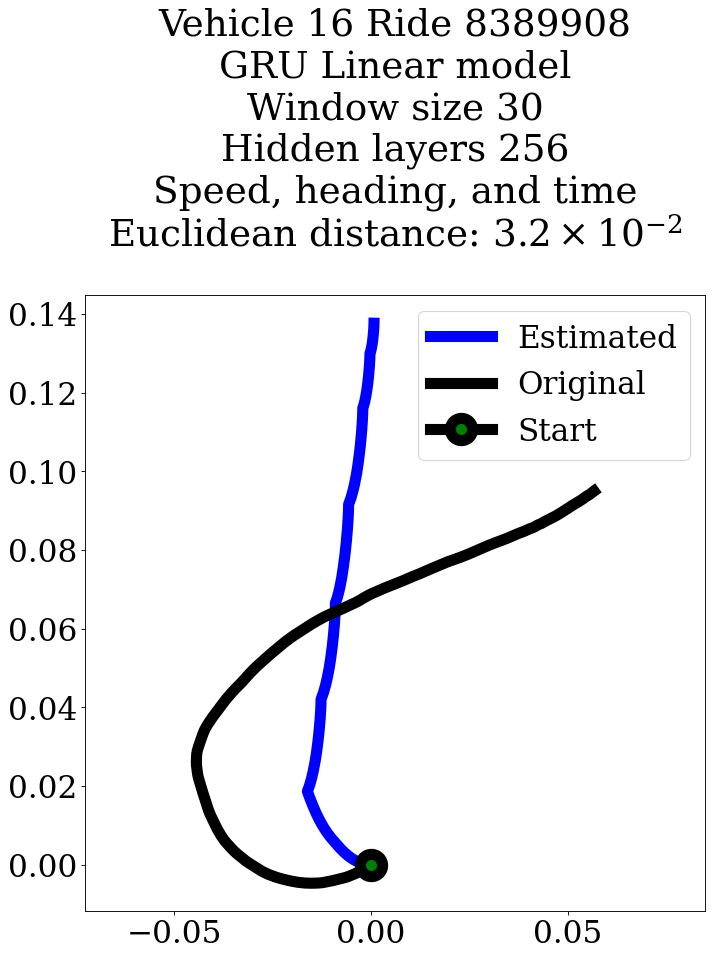 Vehicle 16 Ride 8389908
GRU Linear model
Window size 30
Hidden layers 256
Speed, heading, and time
Euclidean distance: 3.2 × 10⁻²
0.14
0.12
0.10
0.08
0.06
0.04
0.02
0.00
Estimated
Original
Start
−0.05 0.00 0.05